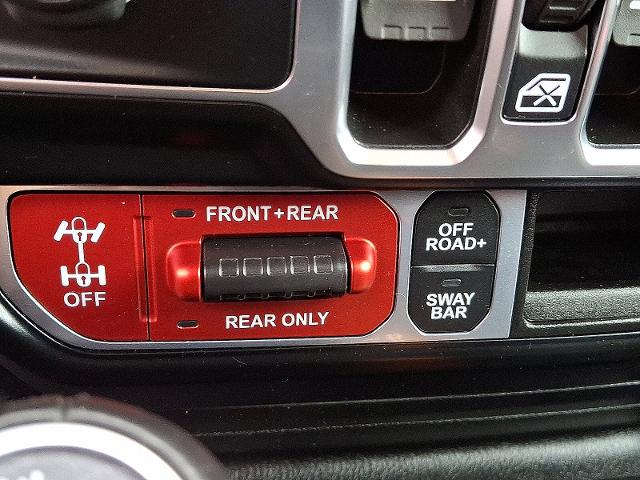 FRONT+REAR
OFF
REAR ONLY
OFF
ROAD+
SWAY
BAR